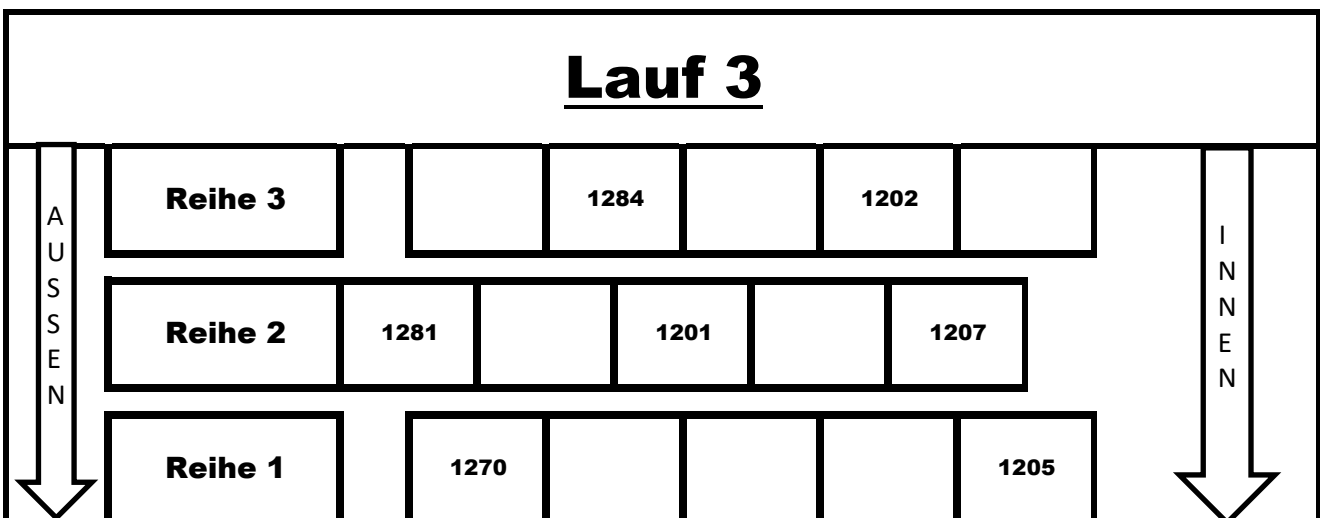 Lauf 3
AUSSEN
Reihe 3 1284 1202
Reihe 2 1281 1201 1207
Reihe 1 1270 1205
INNEN